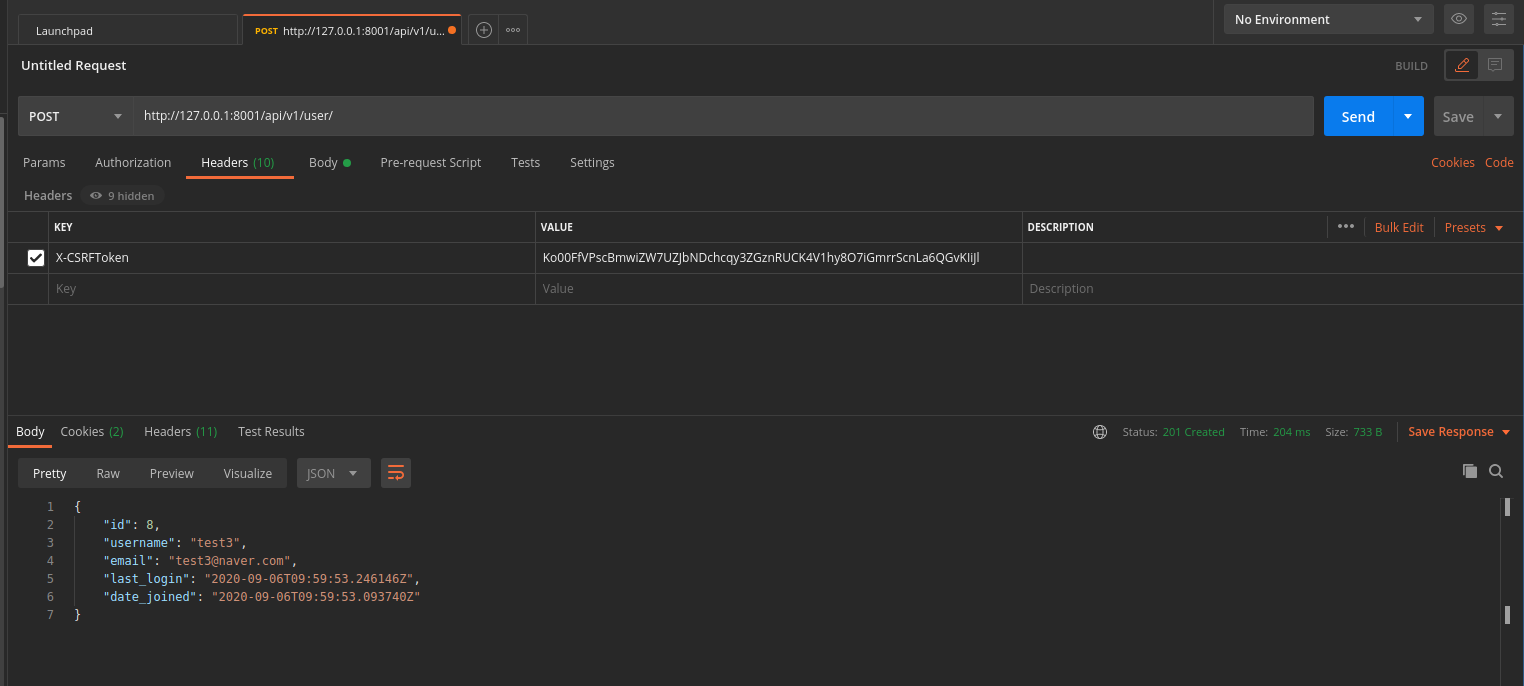 Launchpad
POST http://127.0.0.1:8001/api/v1/u...
No Environment
Untitled Request
BUILD
POST
http://127.0.0.1:8001/api/v1/user/
Send
Save
Params Authorization Headers (10) Body Pre-request Script Tests Settings
Cookies Code
Headers 9 hidden
KEY VALUE DESCRIPTION ••• Bulk Edit Presets
X-CSRFToken Ko00FfVPscBmwiZW7UZJbNDchcqy3ZGznRUCK4V1hy8O7iGmrrScnLa6QGvKIiJl
Key Value Description
Body Cookies (2) Headers (11) Test Results
Status: 201 Created Time: 204 ms Size: 733 B Save Response
Pretty Raw Preview Visualize JSON
1 {
2 "id": 8,
3 "username": "test3",
4 "email": "test3@naver.com",
5 "last_login": "2020-09-06T09:59:53.246146Z",
6 "date_joined": "2020-09-06T09:59:53.093740Z"
7 }